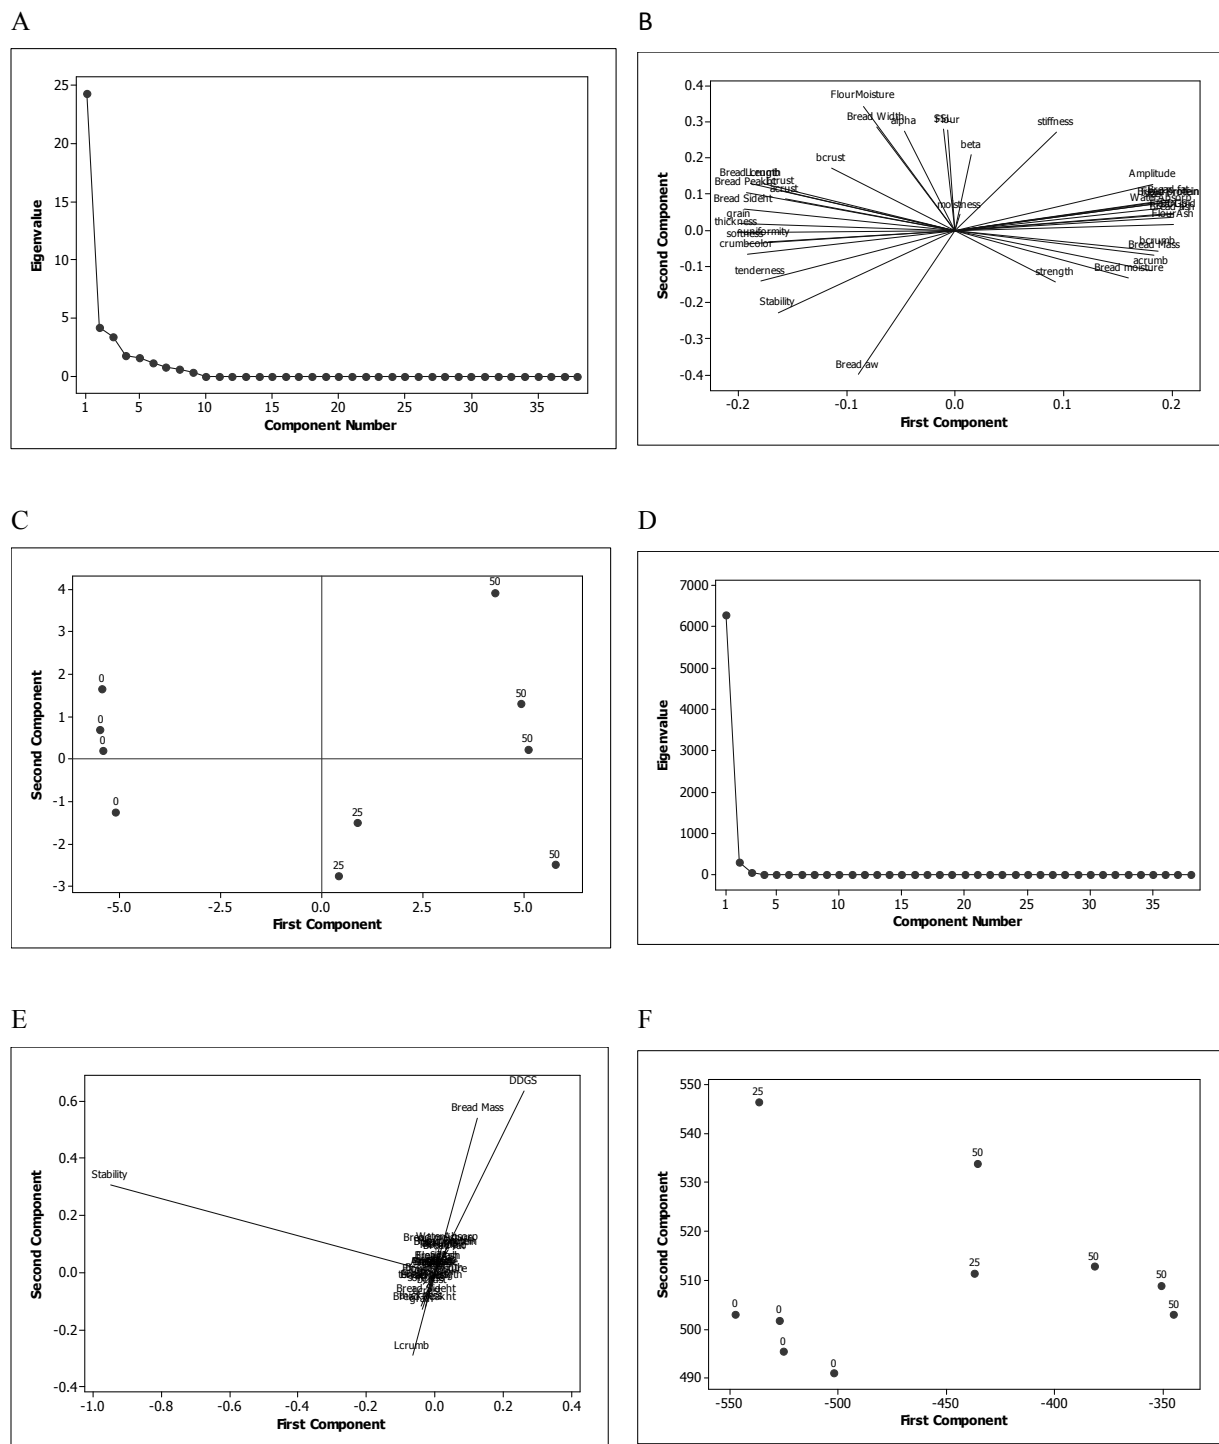 A
B
25
20
15
10
5
0
Eigenvalue
1 5 10 15 20 25 30 35
Component Number
0.4
0.3
0.2
0.1
0.0
-0.1
-0.2
-0.3
-0.4
Second Component
FlourMoisture
Bread Width
alpha
Flour
stiffness
beta
bcrust
Amplitude
Bread Peakht
acrust
Bread Sideht
moistness
FlourAsh
grain
thickness
uniformity
softness
crumbcolor
bcrumb
Bread Mass
acrumb
Bread moisture
tenderness
strength
Stability
Bread aw
-0.2 -0.1 0.0 0.1 0.2
First Component
C
D
4
3
2
1
0
-1
-2
-3
Second Component
50
0
50
0
0
50
0
25
25
50
-5.0 -2.5 0.0 2.5 5.0
First Component
7000
6000
5000
4000
3000
2000
1000
0
Eigenvalue
1 5 10 15 20 25 30 35
Component Number
E
F
0.6
0.4
0.2
0.0
-0.2
-0.4
Second Component
DDGS
Bread Mass
Stability
Lcrumb
-1.0 -0.8 -0.6 -0.4 -0.2 0.0 0.2 0.4
First Component
550
540
530
520
510
500
490
Second Component
25
50
25
50
50
0
0
50
0
0
-550 -500 -450 -400 -350
First Component